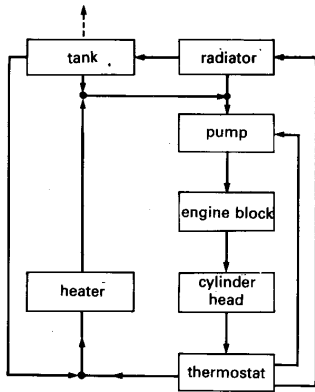 tank
radiator
pump
engine block
heater
cylinder
head
thermostat